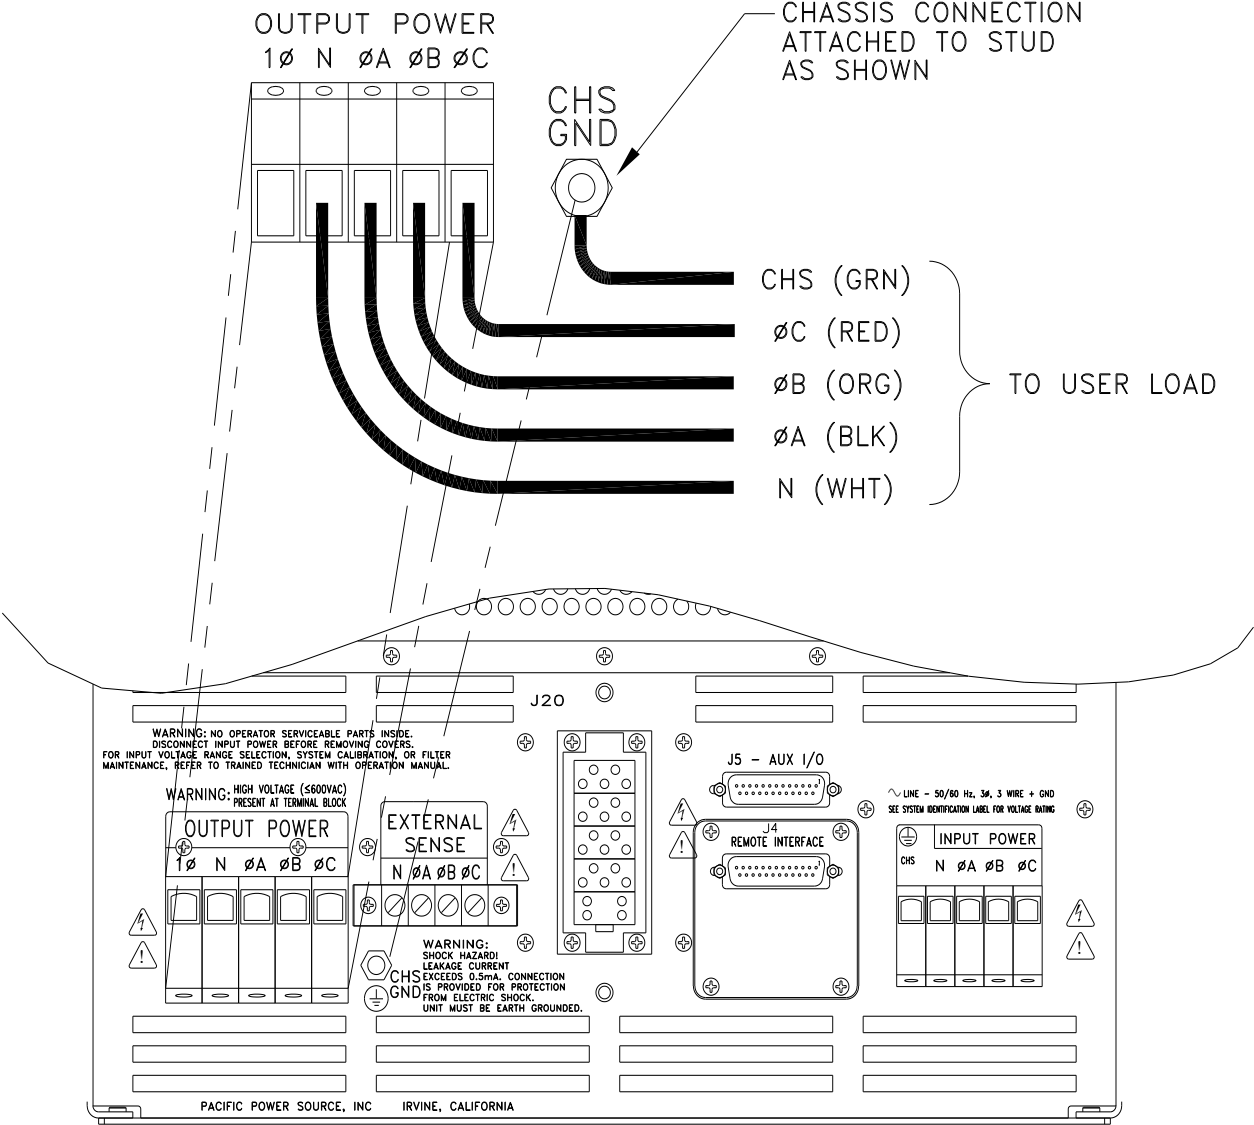 OUTPUT POWER
1ø N øA øB øC
CHASSIS CONNECTION
ATTACHED TO STUD
AS SHOWN
CHS
GND
CHS (GRN)
øC (RED)
øB (ORG)
øA (BLK)
N (WHT)
TO USER LOAD
J20
WARNING: NO OPERATOR SERVICEABLE PARTS INSIDE.
DISCONNECT INPUT POWER BEFORE REMOVING COVERS.
FOR INPUT VOLTAGE RANGE SELECTION, SYSTEM CALIBRATION, OR FILTER
MAINTENANCE, REFER TO TRAINED TECHNICIAN WITH OPERATION MANUAL.
WARNING: HIGH VOLTAGE (≤600VAC)
PRESENT AT TERMINAL BLOCK
OUTPUT POWER
1ø N øA øB øC
EXTERNAL
SENSE
N øA øB øC
J5 - AUX I/O
1
J4
REMOTE INTERFACE
1
∿ LINE - 50/60 Hz, 3ø, 3 WIRE + GND
SEE SYSTEM IDENTIFICATION LABEL FOR VOLTAGE RATING
INPUT POWER
CHS N øA øB øC
!
!
!
!
CHS
GND
WARNING:
SHOCK HAZARD!
LEAKAGE CURRENT
EXCEEDS 0.5mA. CONNECTION
IS PROVIDED FOR PROTECTION
FROM ELECTRIC SHOCK.
UNIT MUST BE EARTH GROUNDED.
PACIFIC POWER SOURCE, INC IRVINE, CALIFORNIA